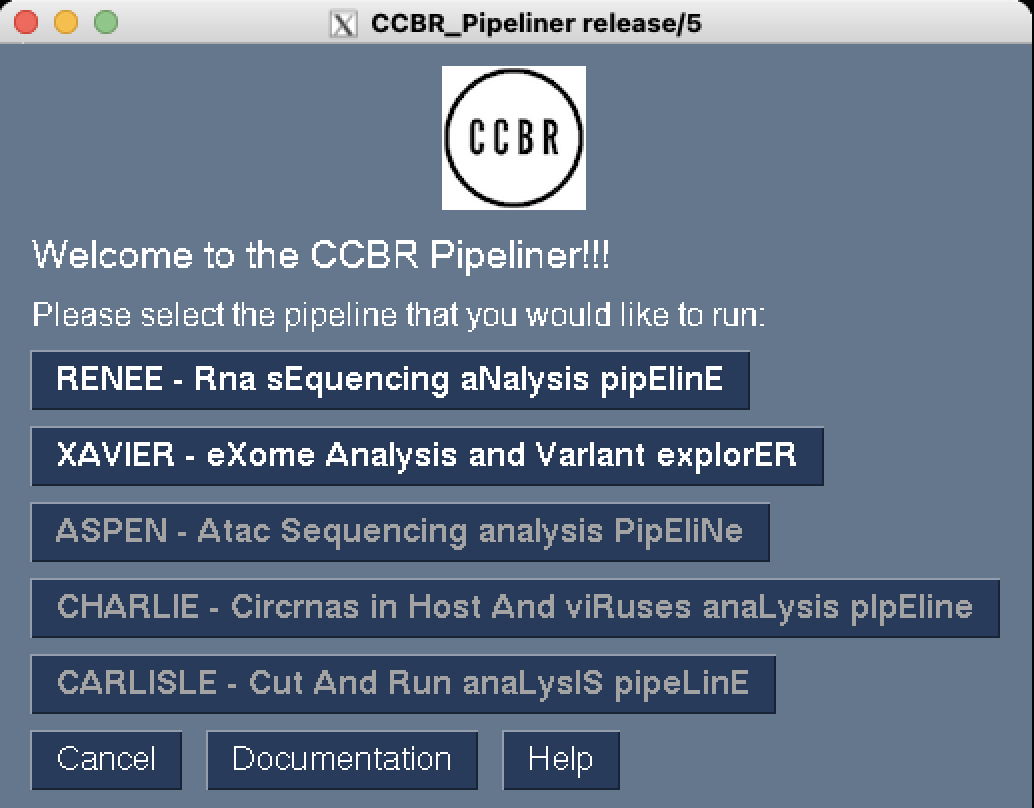 CCBR_Pipeliner release/5
CCBR
Welcome to the CCBR Pipeliner!!!
Please select the pipeline that you would like to run:
RENEE - Rna sEquencing aNalysis pipElinE
XAVIER - eXome Analysis and VarIant explorER
ASPEN - Atac Sequencing analysis PipEliNe
CHARLIE - Circrnas in Host And viRuses anaLysis pIpEline
CARLISLE - Cut And Run anaLysIS pipeLinE
Cancel Documentation Help